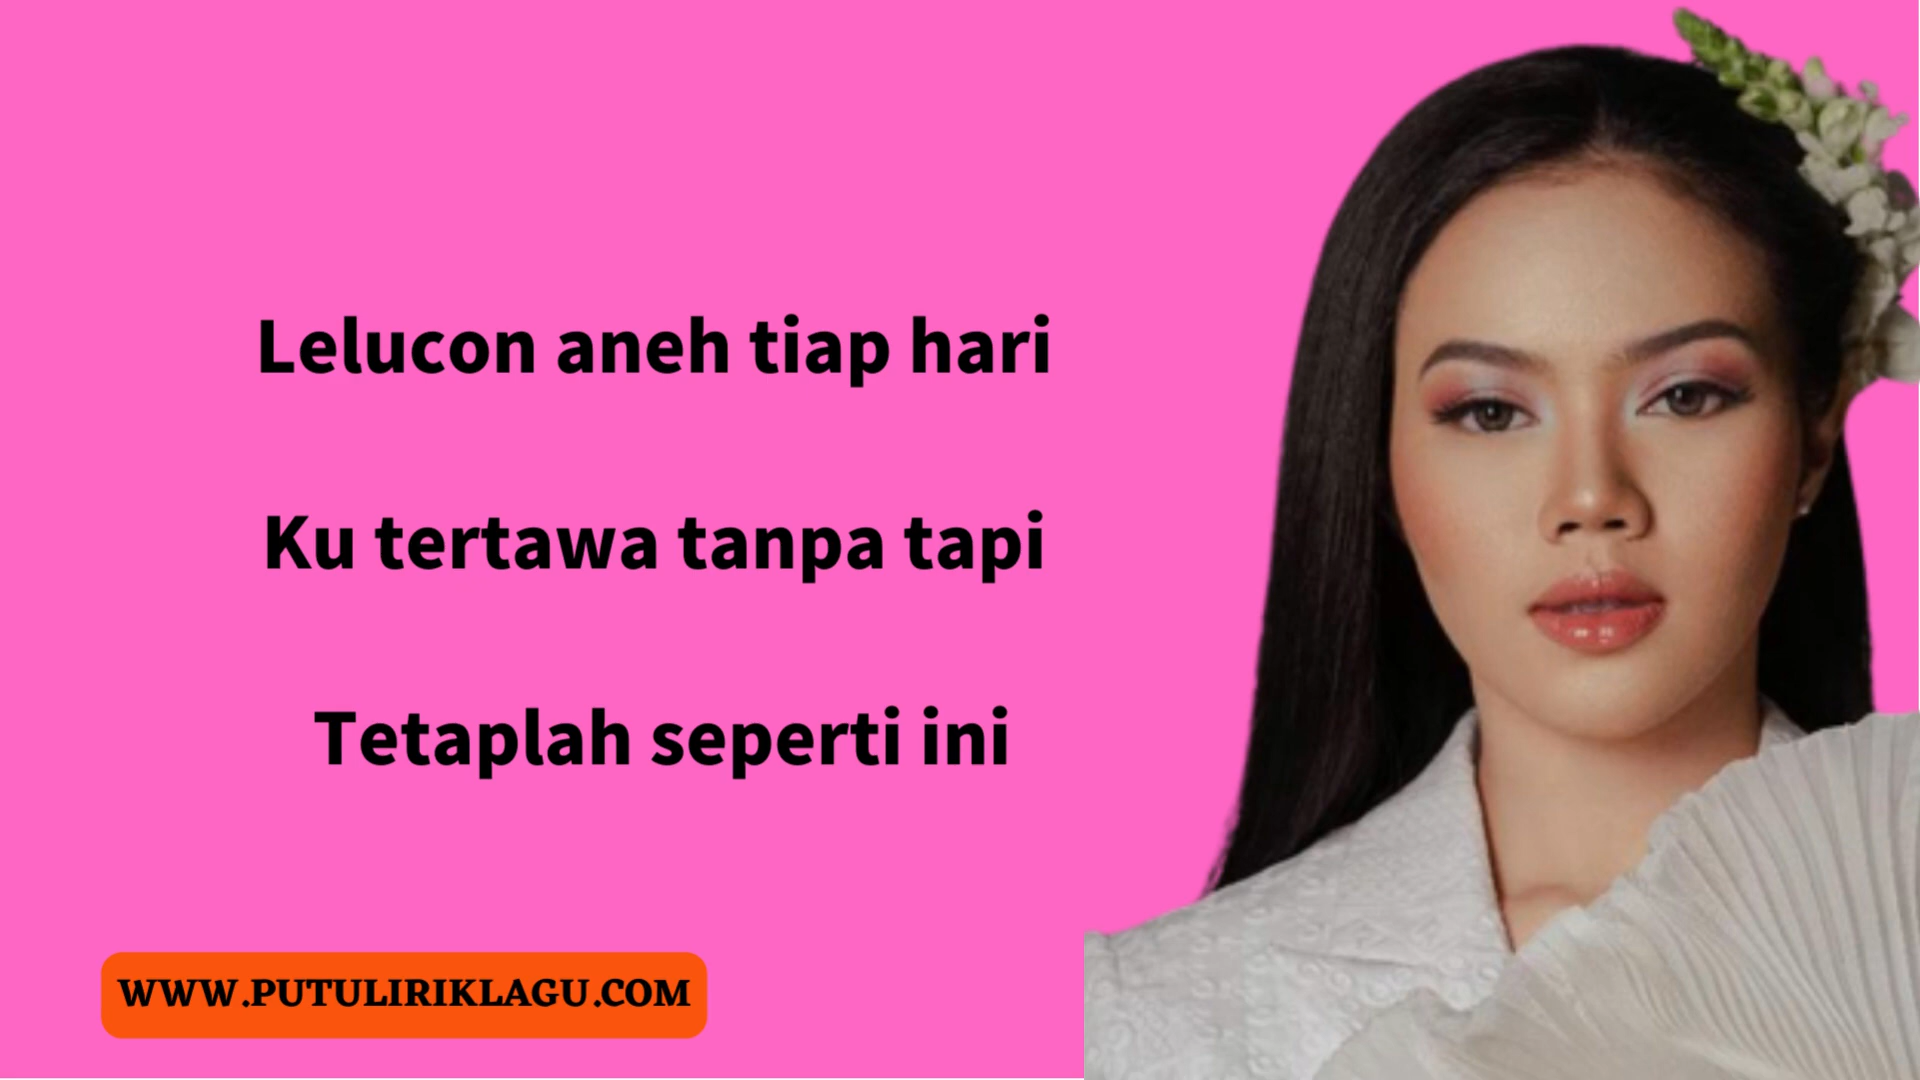 Lelucon aneh tiap hari
Ku tertawa tanpa tapi
Tetaplah seperti ini
WWW.PUTULIRIKLAGU.COM